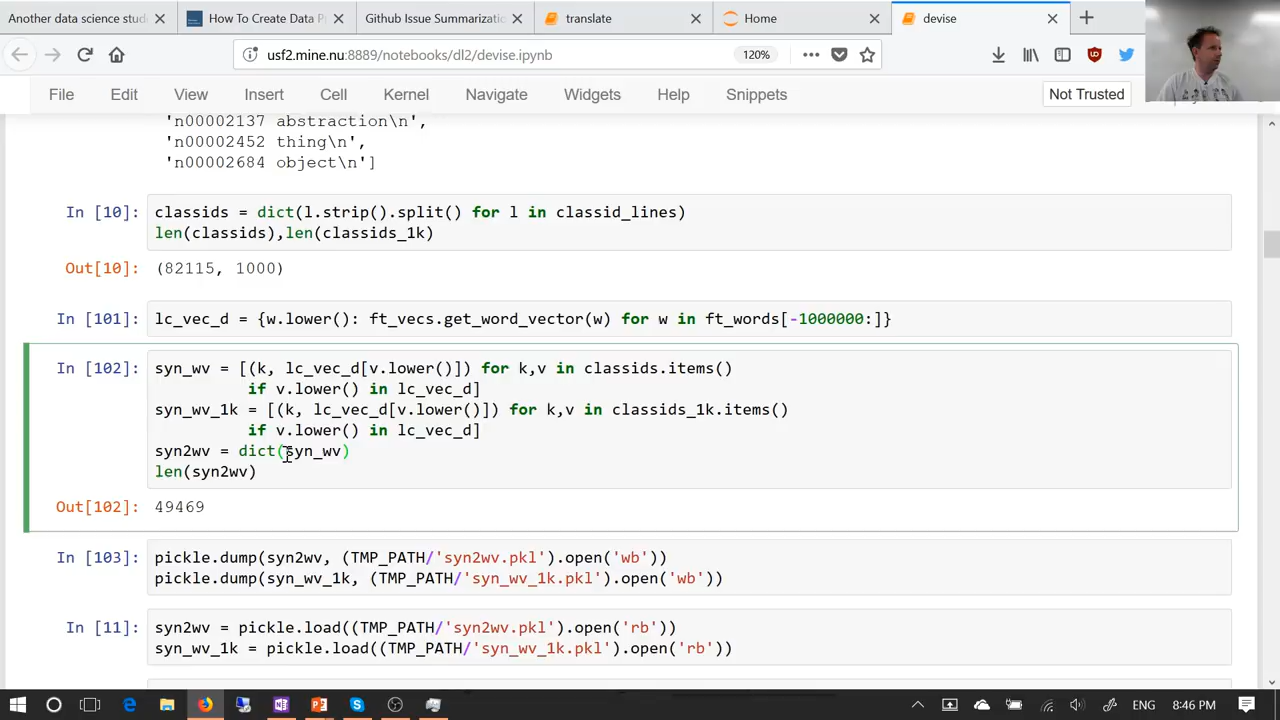 Another data science stud
How To Create Data P
Github Issue Summarizatio
translate
Home
devise
usf2.mine.nu:8889/notebooks/dl2/devise.ipynb
120%
File Edit View Insert Cell Kernel Navigate Widgets Help Snippets
Not Trusted
'n00002137 abstraction\n',
'n00002452 thing\n',
'n00002684 object\n']
In [10]: classids = dict(l.strip().split() for l in classid_lines)
len(classids),len(classids_1k)
Out[10]: (82115, 1000)
In [101]: lc_vec_d = {w.lower(): ft_vecs.get_word_vector(w) for w in ft_words[-1000000:]}
In [102]: syn_wv = [(k, lc_vec_d[v.lower()]) for k,v in classids.items()
if v.lower() in lc_vec_d]
syn_wv_1k = [(k, lc_vec_d[v.lower()]) for k,v in classids_1k.items()
if v.lower() in lc_vec_d]
syn2wv = dict(syn_wv)
len(syn2wv)
Out[102]: 49469
In [103]: pickle.dump(syn2wv, (TMP_PATH/'syn2wv.pkl').open('wb'))
pickle.dump(syn_wv_1k, (TMP_PATH/'syn_wv_1k.pkl').open('wb'))
In [11]: syn2wv = pickle.load((TMP_PATH/'syn2wv.pkl').open('rb'))
syn_wv_1k = pickle.load((TMP_PATH/'syn_wv_1k.pkl').open('rb'))
ENG 8:46 PM